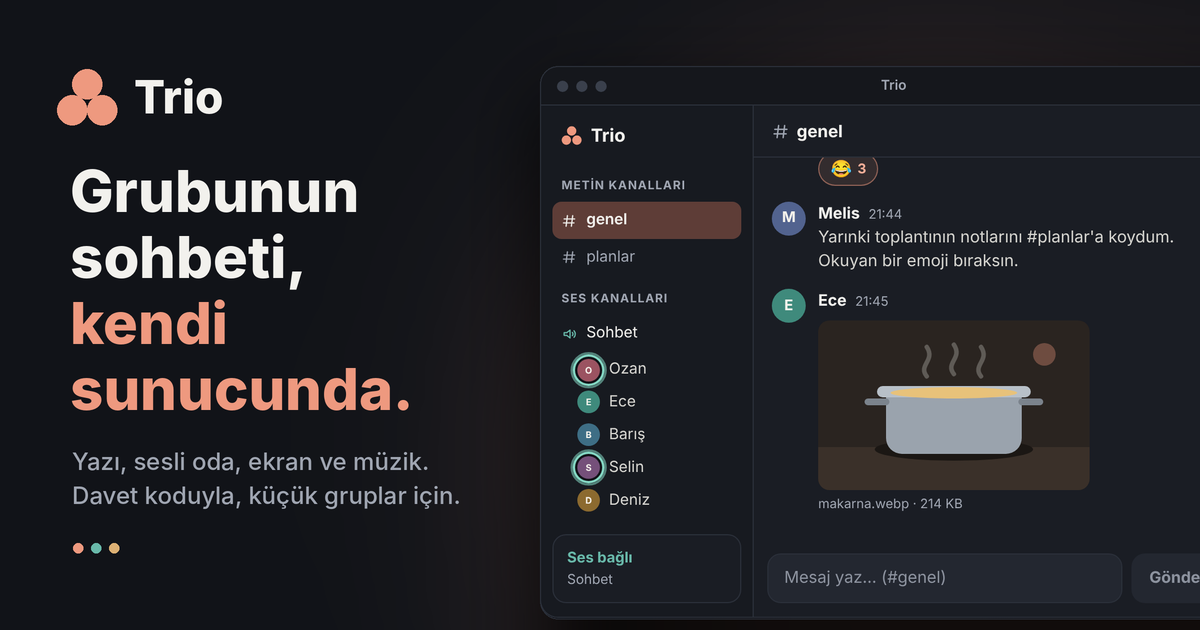 Trio
Grubunun
sohbeti,
kendi
sunucunda.
Yazı, sesli oda, ekran ve müzik.
Davet koduyla, küçük gruplar için.
Trio
Trio
METİN KANALLARI
# genel
# planlar
SES KANALLARI
Sohbet
O Ozan
E Ece
B Barış
S Selin
D Deniz
Ses bağlı
Sohbet
# genel
😂 3
M Melis 21:44
Yarınki toplantının notlarını #planlar'a koydum.
Okuyan bir emoji bıraksın.
E Ece 21:45
makarna.webp · 214 KB
Mesaj yaz... (#genel)
Gönde